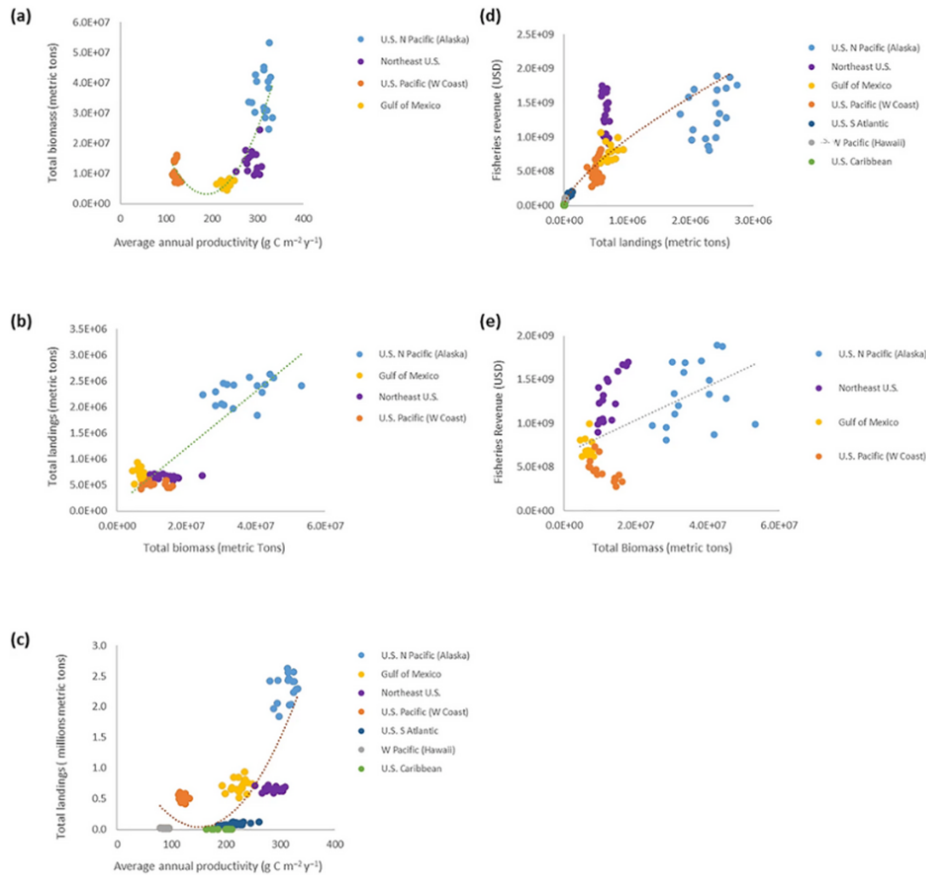 (a)
Total biomass (metric tons)
6.0E+07
5.0E+07
4.0E+07
3.0E+07
2.0E+07
1.0E+07
0.0E+00
0 100 200 300 400
Average annual productivity (g C m⁻² y⁻¹)
U.S. N Pacific (Alaska)
Northeast U.S.
U.S. Pacific (W Coast)
Gulf of Mexico
(d)
Fisheries revenue (USD)
2.5E+09
2.0E+09
1.5E+09
1.0E+09
5.0E+08
0.0E+00
0.0E+00 1.0E+06 2.0E+06 3.0E+06
Total landings (metric tons)
U.S. N Pacific (Alaska)
Northeast U.S.
Gulf of Mexico
U.S. Pacific (W Coast)
U.S. S Atlantic
Pacific (Hawaii)
U.S. Caribbean
(b)
Total landings (metric tons)
3.5E+06
3.0E+06
2.5E+06
2.0E+06
1.5E+06
1.0E+06
5.0E+05
0.0E+00
0.0E+00 2.0E+07 4.0E+07 6.0E+07
Total biomass (metric Tons)
U.S. N Pacific (Alaska)
Gulf of Mexico
Northeast U.S.
U.S. Pacific (W Coast)
(e)
Fisheries Revenue (USD)
2.0E+09
1.5E+09
1.0E+09
5.0E+08
0.0E+00
0.0E+00 2.0E+07 4.0E+07 6.0E+07
Total Biomass (metric tons)
U.S. N Pacific (Alaska)
Northeast U.S.
Gulf of Mexico
U.S. Pacific (W Coast)
(c)
Total landings ( millions metric tons)
3.0
2.5
2.0
1.5
1.0
0.5
0.0
0 100 200 300 400
Average annual productivity (g C m⁻² y⁻¹)
U.S. N Pacific (Alaska)
Gulf of Mexico
Northeast U.S.
U.S. Pacific (W Coast)
U.S. S Atlantic
W Pacific (Hawaii)
U.S. Caribbean